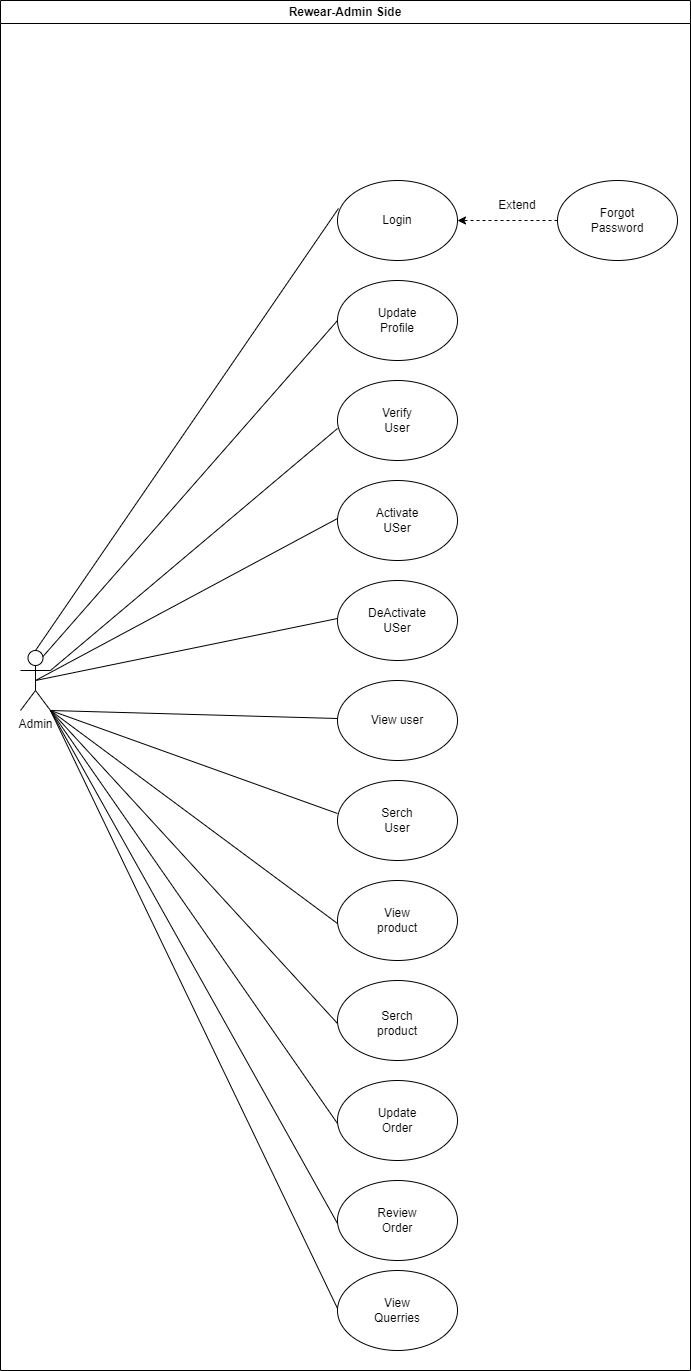 Rewear-Admin Side
Login
Extend
Forgot
Password
Update
Profile
Verify
User
Activate
USer
DeActivate
USer
Admin
View user
Serch
User
View
product
Serch
product
Update
Order
Review
Order
View
Querries